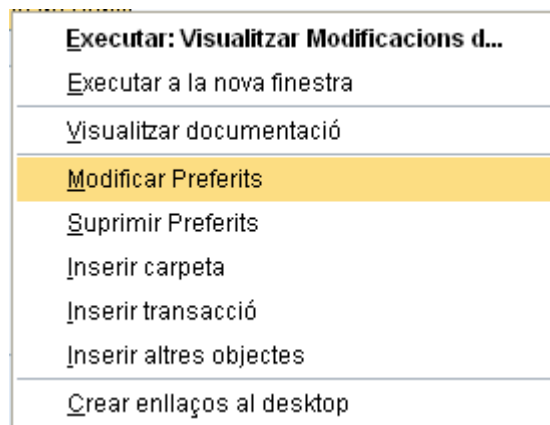 Executar: Visualitzar Modificacions d...
Executar a la nova finestra
Visualitzar documentació
Modificar Preferits
Suprimir Preferits
Inserir carpeta
Inserir transacció
Inserir altres objectes
Crear enllaços al desktop